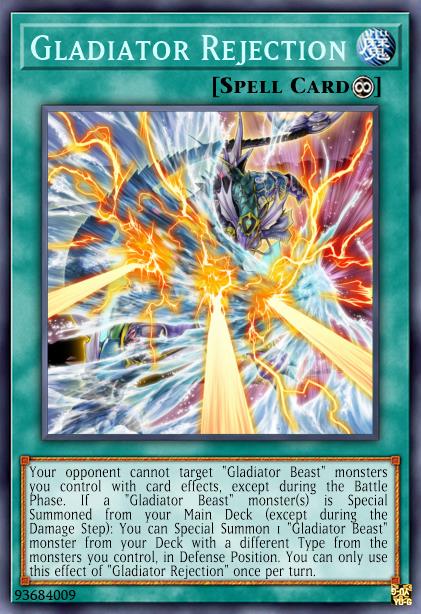 Gladiator Rejection
[Spell Card]
Your opponent cannot target "Gladiator Beast" monsters
you control with card effects, except during the Battle
Phase. If a "Gladiator Beast" monster(s) is Special
Summoned from your Main Deck (except during the
Damage Step): You can Special Summon 1 "Gladiator Beast"
monster from your Deck with a different Type from the
monsters you control, in Defense Position. You can only use
this effect of "Gladiator Rejection" once per turn.
93684009